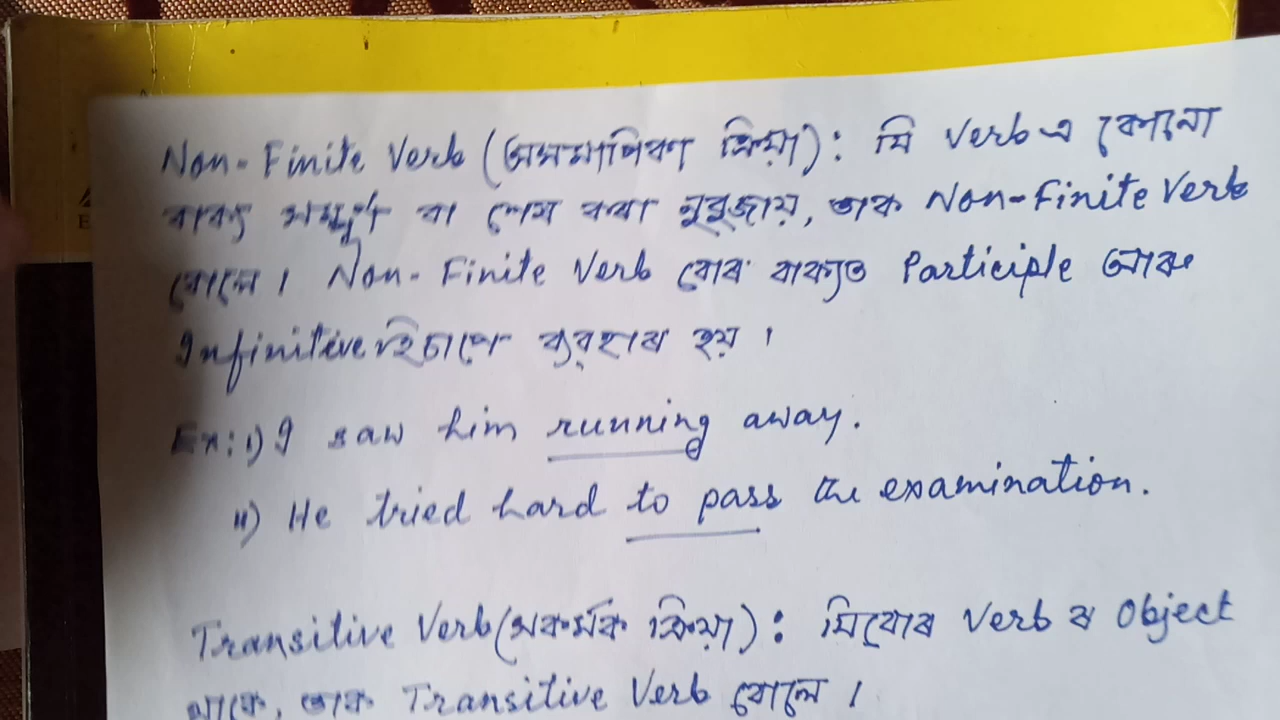 Non-Finite Verb (অসমাপিকা ক্ৰিয়া): যি Verb এ কোনো
বাক্য সম্পূৰ্ণ বা শেষ কৰা নুবুজায়, তাক Non-Finite Verb
বোলে। Non-Finite Verb বোৰ বাক্যত Participle আৰু
Infinitive হিচাপে ব্যৱহাৰ হয়।
Ex: i) I saw him running away.
ii) He tried hard to pass the examination.
Transitive Verb (সকৰ্মক ক্ৰিয়া): যিবোৰ Verb ৰ Object
থাকে, তাক Transitive Verb বোলে।